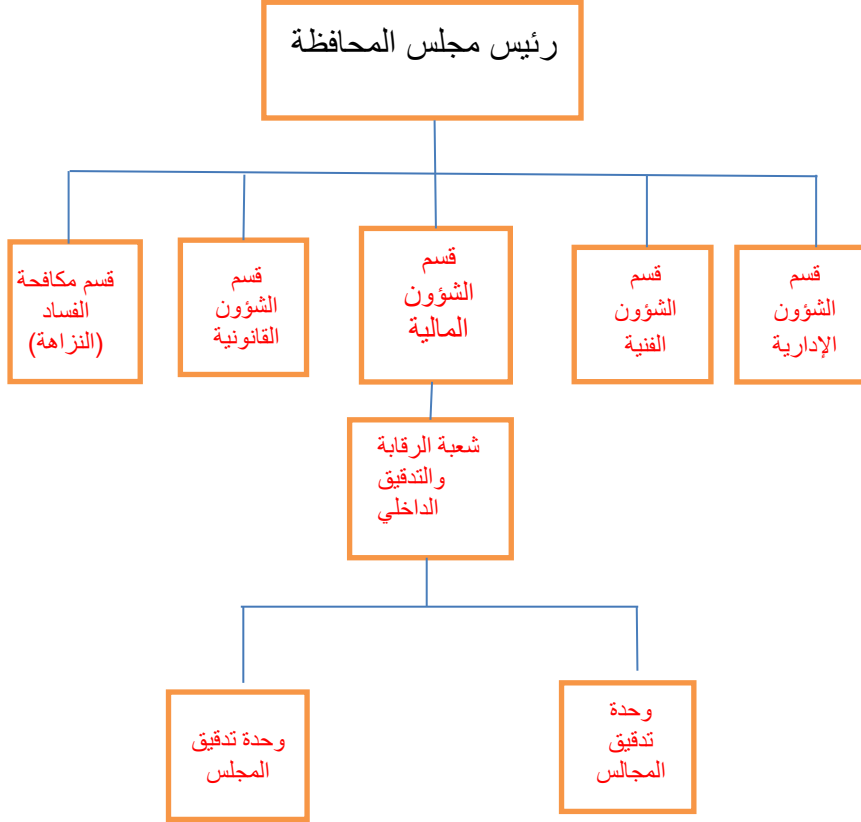 رئيس مجلس المحافظة
قسم
الشؤون
الإدارية
قسم
الشؤون
الفنية
قسم
الشؤون
المالية
قسم
الشؤون
القانونية
قسم مكافحة
الفساد
(النزاهة)
شعبة الرقابة
والتدقيق
الداخلي
وحدة
تدقيق
المجالس
وحدة تدقيق
المجلس